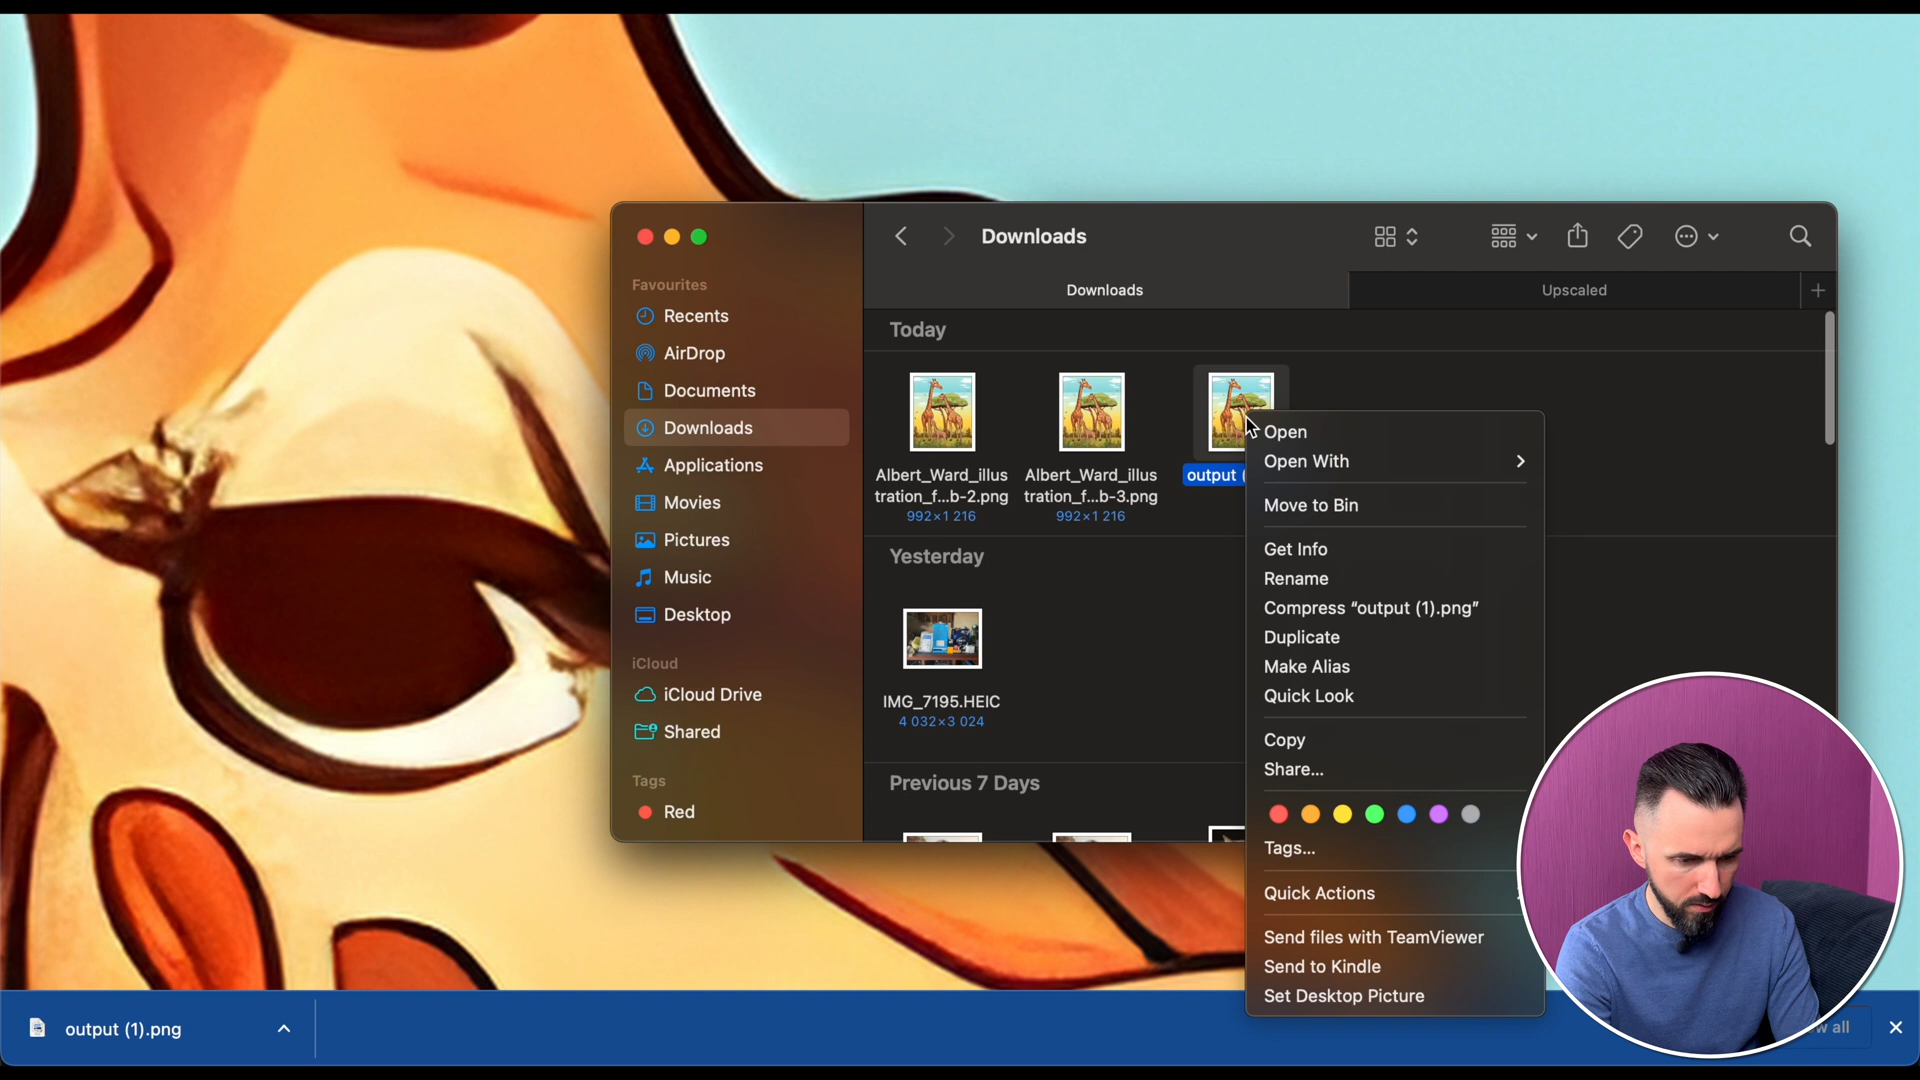 Downloads
Downloads
Upscaled
Favourites
Recents
AirDrop
Documents
Downloads
Applications
Movies
Pictures
Music
Desktop
iCloud
iCloud Drive
Shared
Tags
Red
Today
Albert_Ward_illus
tration_f...b-2.png
992×1 216
Albert_Ward_illus
tration_f...b-3.png
992×1 216
output (
Yesterday
IMG_7195.HEIC
4 032×3 024
Previous 7 Days
Open
Open With
Move to Bin
Get Info
Rename
Compress “output (1).png”
Duplicate
Make Alias
Quick Look
Copy
Share...
Tags...
Quick Actions
Send files with TeamViewer
Send to Kindle
Set Desktop Picture
output (1).png
all